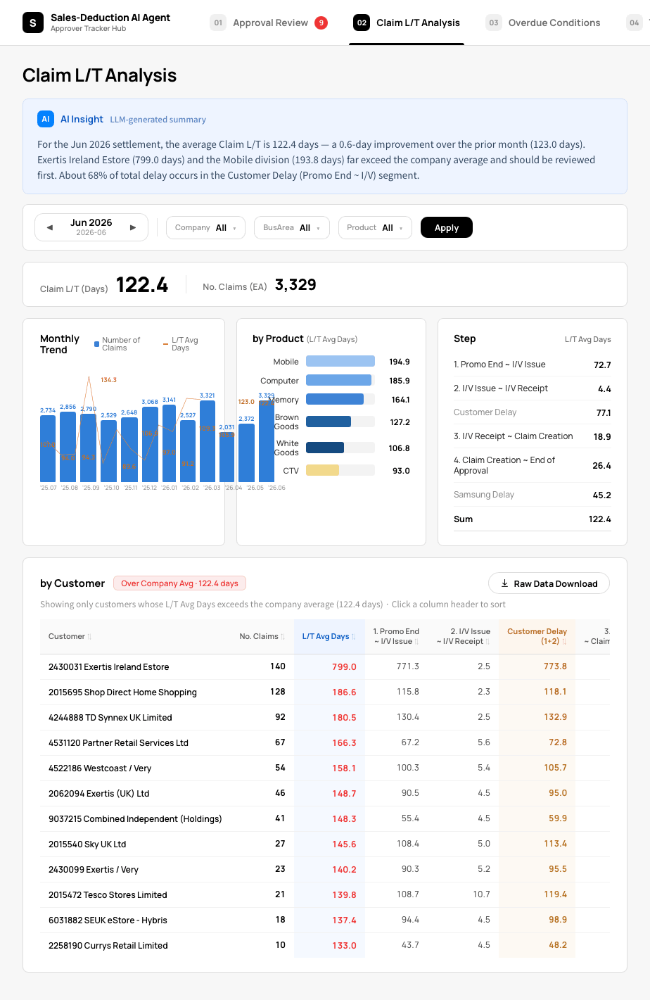 S
Sales-Deduction AI Agent
Approver Tracker Hub
01 Approval Review 9
02 Claim L/T Analysis
03 Overdue Conditions
04
Claim L/T Analysis
AI AI Insight LLM-generated summary
For the Jun 2026 settlement, the average Claim L/T is 122.4 days — a 0.6-day improvement over the prior month (123.0 days).
Exertis Ireland Estore (799.0 days) and the Mobile division (193.8 days) far exceed the company average and should be reviewed
first. About 68% of total delay occurs in the Customer Delay (Promo End ~ I/V) segment.
◀ Jun 2026 ▶
2026-06
Company All ▾
BusArea All ▾
Product All ▾
Apply
Claim L/T (Days) 122.4
No. Claims (EA) 3,329
Monthly
Trend
Number of
Claims
L/T Avg
Days
134.3
2,734 2,856 2,790 2,529 2,648 3,068 3,141 2,527 3,321 2,031 2,372 3,329
123.0
'25.07 '25.08 '25.09 '25.10 '25.11 '25.12 '26.01 '26.02 '26.03 '26.04 '26.05 '26.06
by Product (L/T Avg Days)
Mobile 194.9
Computer 185.9
Memory 164.1
Brown
Goods 127.2
White
Goods 106.8
CTV 93.0
Step L/T Avg Days
1. Promo End ~ I/V Issue 72.7
2. I/V Issue ~ I/V Receipt 4.4
Customer Delay 77.1
3. I/V Receipt ~ Claim Creation 18.9
4. Claim Creation ~ End of
Approval 26.4
Samsung Delay 45.2
Sum 122.4
by Customer Over Company Avg · 122.4 days
Raw Data Download
Showing only customers whose L/T Avg Days exceeds the company average (122.4 days) · Click a column header to sort
Customer No. Claims L/T Avg Days 1. Promo End ~ I/V Issue 2. I/V Issue ~ I/V Receipt Customer Delay (1+2) 3. ~ Claim
2430031 Exertis Ireland Estore 140 799.0 771.3 2.5 773.8
2015695 Shop Direct Home Shopping 128 186.6 115.8 2.3 118.1
4244888 TD Synnex UK Limited 92 180.5 130.4 2.5 132.9
4531120 Partner Retail Services Ltd 67 166.3 67.2 5.6 72.8
4522186 Westcoast / Very 54 158.1 100.3 5.4 105.7
2062094 Exertis (UK) Ltd 46 148.7 90.5 4.5 95.0
9037215 Combined Independent (Holdings) 41 148.3 55.4 4.5 59.9
2015540 Sky UK Ltd 27 145.6 108.4 5.0 113.4
2430099 Exertis / Very 23 140.2 90.3 5.2 95.5
2015472 Tesco Stores Limited 21 139.8 108.7 10.7 119.4
6031882 SEUK eStore - Hybris 18 137.4 94.4 4.5 98.9
2258190 Currys Retail Limited 10 133.0 43.7 4.5 48.2